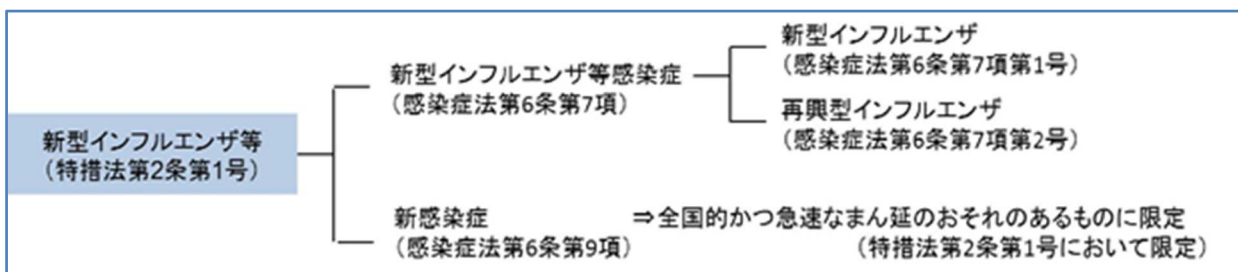 新型インフルエンザ等
（特措法第2条第1号）
新型インフルエンザ等感染症
（感染症法第6条第7項）
新型インフルエンザ
（感染症法第6条第7項第1号）
再興型インフルエンザ
（感染症法第6条第7項第2号）
新感染症 ⇒全国的かつ急速なまん延のおそれのあるものに限定
（感染症法第6条第9項） （特措法第2条第1号において限定）